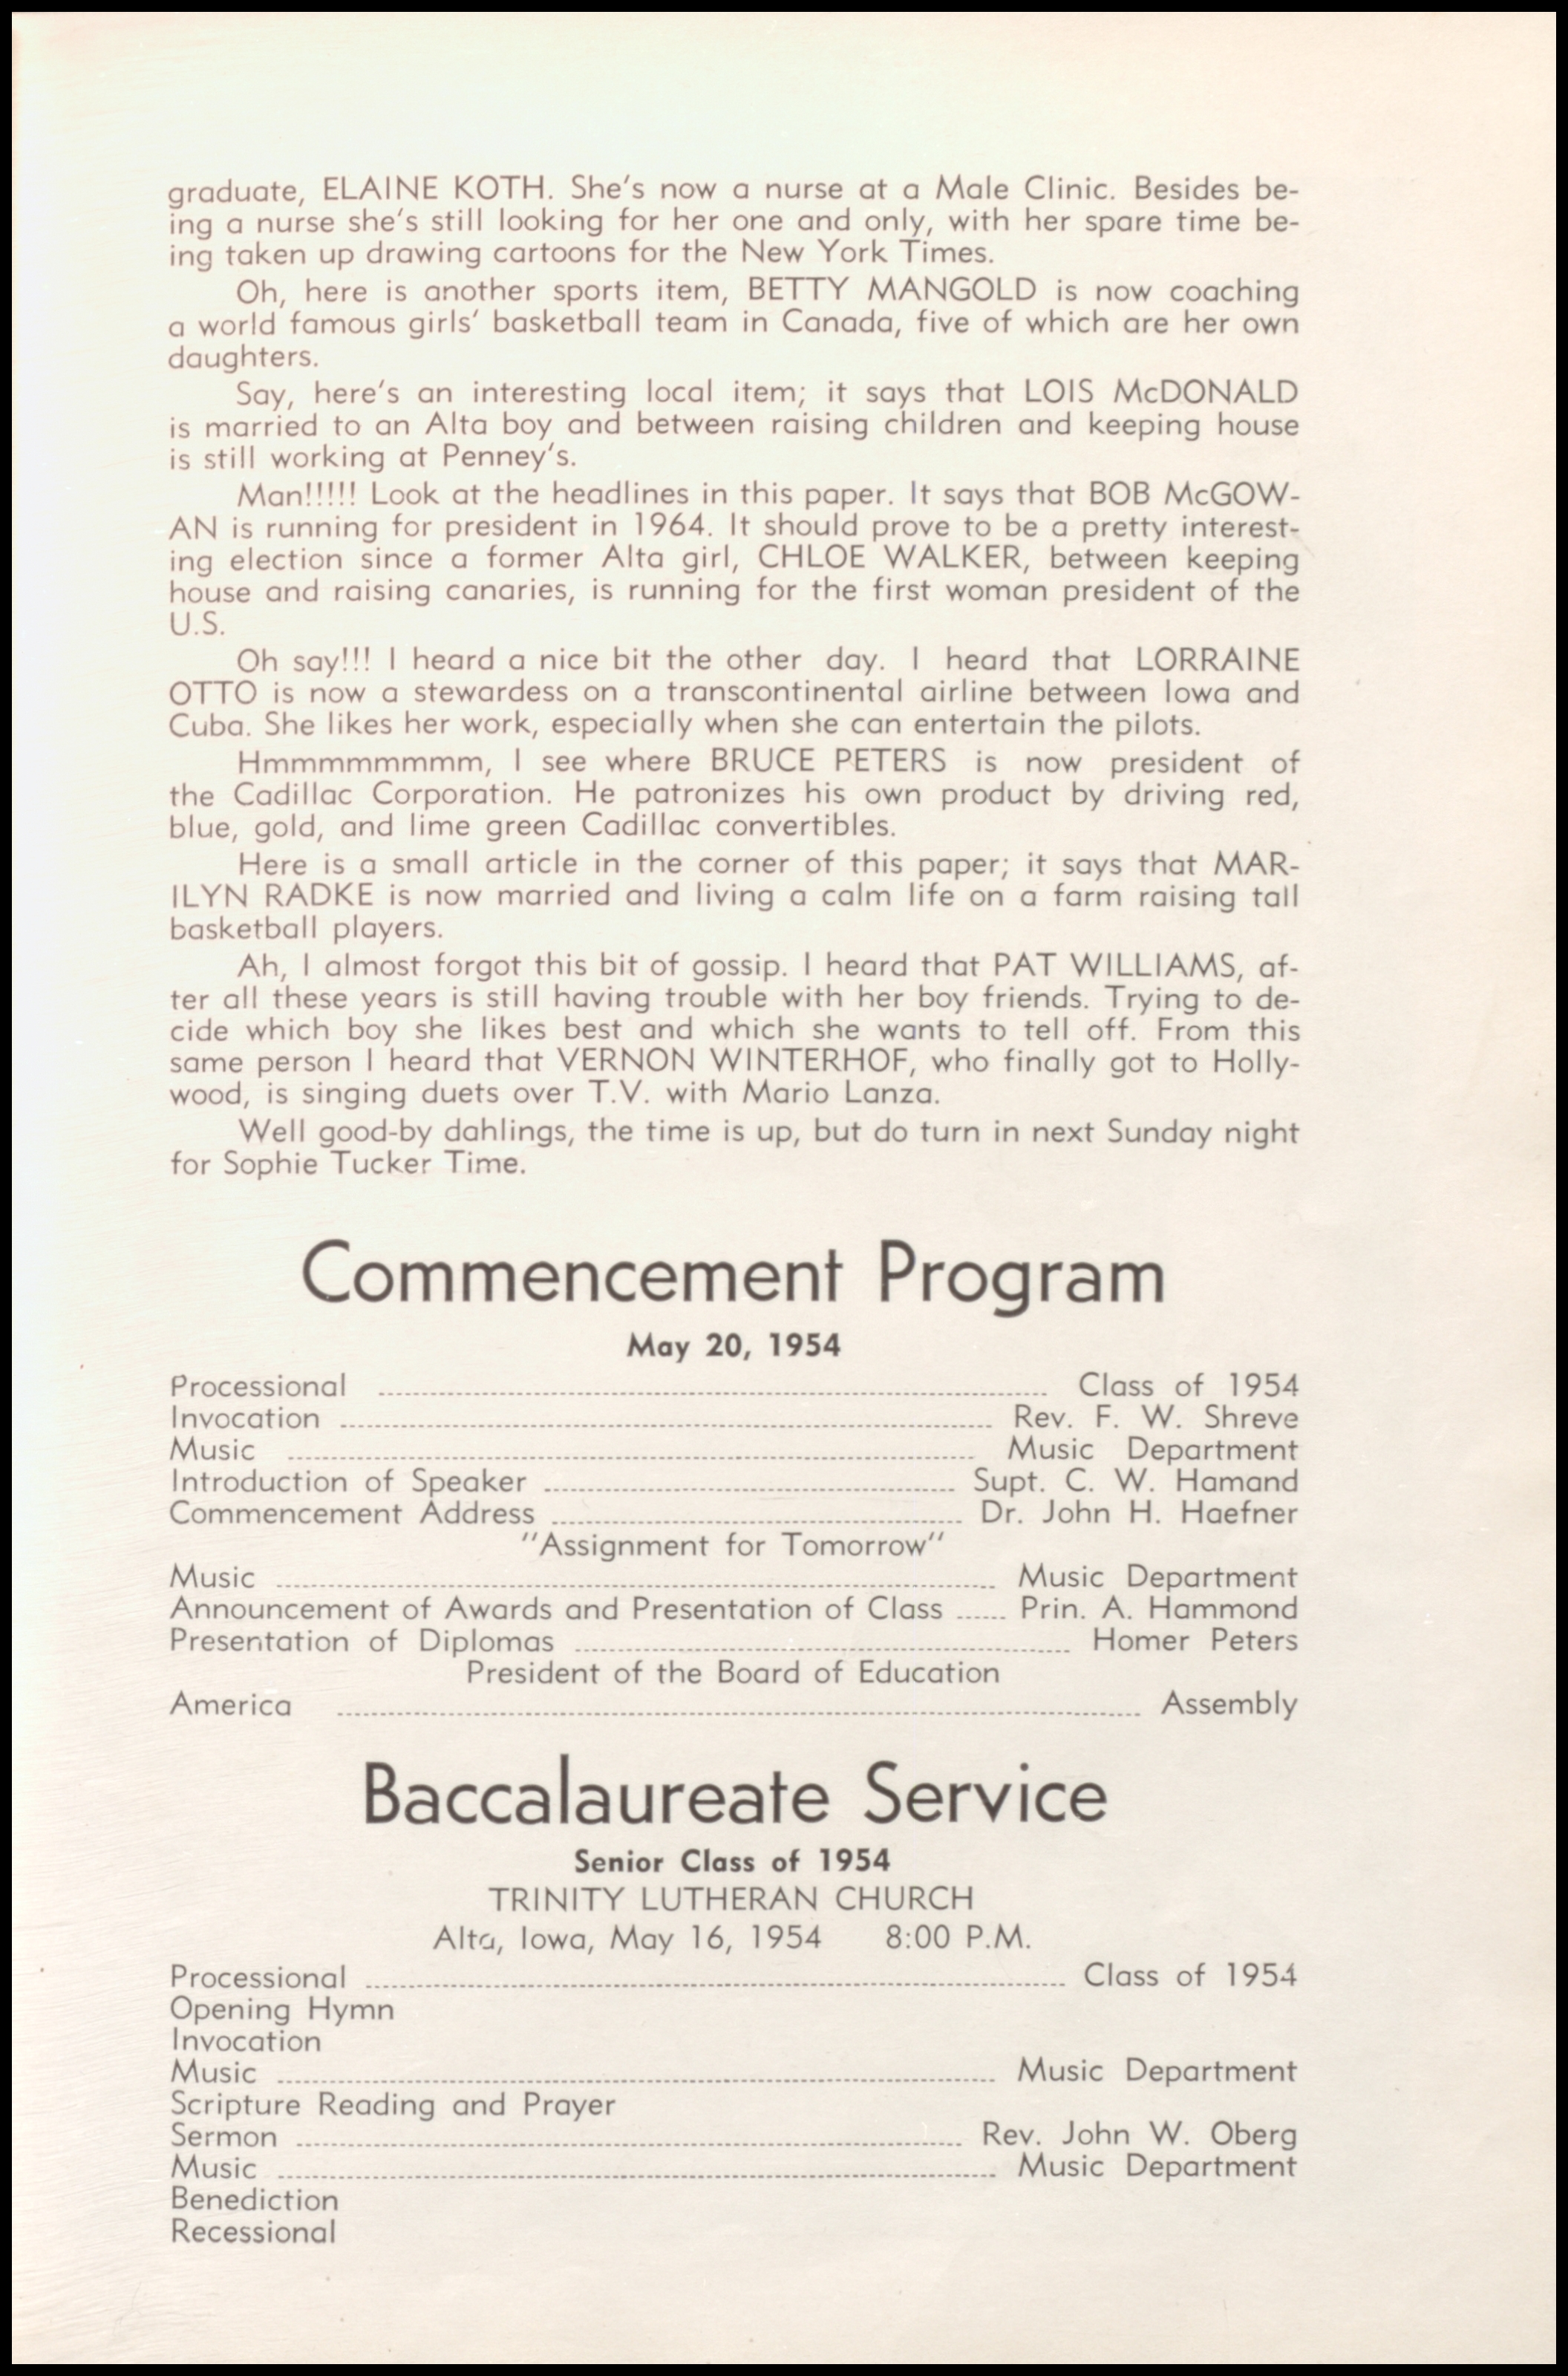 graduate, ELAINE KOTH. She's now a nurse at a Male Clinic. Besides be-
ing a nurse she's still looking for her one and only, with her spare time be-
ing taken up drawing cartoons for the New York Times.
Oh, here is another sports item, BETTY MANGOLD is now coaching
a world famous girls' basketball team in Canada, five of which are her own
daughters.
Say, here's an interesting local item; it says that LOIS McDONALD
is married to an Alta boy and between raising children and keeping house
is still working at Penney's.
Man!!!!! Look at the headlines in this paper. It says that BOB McGOW-
AN is running for president in 1964. It should prove to be a pretty interest-
ing election since a former Alta girl, CHLOE WALKER, between keeping
house and raising canaries, is running for the first woman president of the
U.S.
Oh say!!! I heard a nice bit the other day. I heard that LORRAINE
OTTO is now a stewardess on a transcontinental airline between Iowa and
Cuba. She likes her work, especially when she can entertain the pilots.
Hmmmmmmmmm, I see where BRUCE PETERS is now president of
the Cadillac Corporation. He patronizes his own product by driving red,
blue, gold, and lime green Cadillac convertibles.
Here is a small article in the corner of this paper; it says that MAR-
ILYN RADKE is now married and living a calm life on a farm raising tall
basketball players.
Ah, I almost forgot this bit of gossip. I heard that PAT WILLIAMS, af-
ter all these years is still having trouble with her boy friends. Trying to de-
cide which boy she likes best and which she wants to tell off. From this
same person I heard that VERNON WINTERHOF, who finally got to Holly-
wood, is singing duets over T.V. with Mario Lanza.
Well good-by dahlings, the time is up, but do turn in next Sunday night
for Sophie Tucker Time.
Commencement Program
May 20, 1954
Processional ........ Class of 1954
Invocation ........ Rev. F. W. Shreve
Music ........ Music Department
Introduction of Speaker ........ Supt. C. W. Hamand
Commencement Address ........ Dr. John H. Haefner
"Assignment for Tomorrow"
Music ........ Music Department
Announcement of Awards and Presentation of Class ...... Prin. A. Hammond
Presentation of Diplomas ........ Homer Peters
President of the Board of Education
America ........ Assembly
Baccalaureate Service
Senior Class of 1954
TRINITY LUTHERAN CHURCH
Alta, Iowa, May 16, 1954 8:00 P.M.
Processional ........ Class of 1954
Opening Hymn
Invocation
Music ........ Music Department
Scripture Reading and Prayer
Sermon ........ Rev. John W. Oberg
Music ........ Music Department
Benediction
Recessional